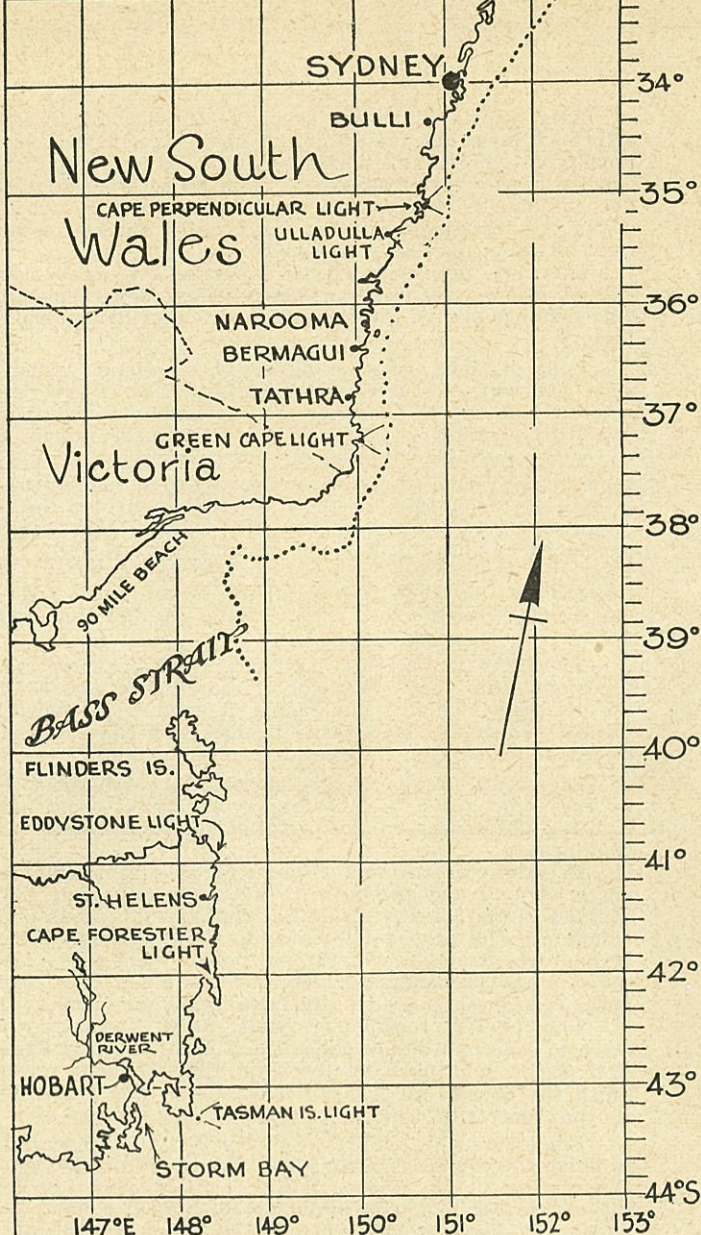 SYDNEY
34°
BULLI
New South
35°
CAPE PERPENDICULAR LIGHT
Wales
ULLADULLA
LIGHT
36°
NAROOMA
BERMAGUI
TATHRA
37°
GREEN CAPE LIGHT
Victoria
38°
90 MILE BEACH
39°
BASS STRAIT
40°
FLINDERS IS.
EDDYSTONE LIGHT
41°
ST. HELENS
CAPE FORESTIER
LIGHT
42°
DERWENT
RIVER
HOBART
43°
TASMAN IS. LIGHT
STORM BAY
44°S
147°E 148° 149° 150° 151° 152° 153°